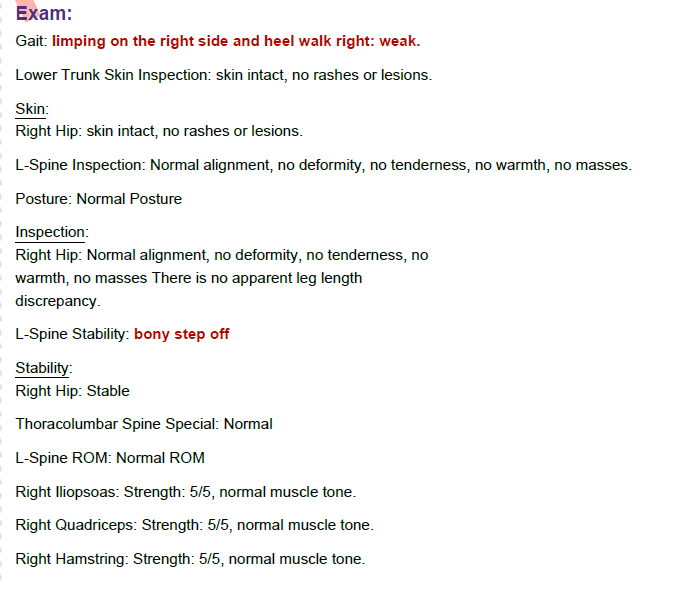 Exam:
Gait: limping on the right side and heel walk right: weak.
Lower Trunk Skin Inspection: skin intact, no rashes or lesions.
Skin:
Right Hip: skin intact, no rashes or lesions.
L-Spine Inspection: Normal alignment, no deformity, no tenderness, no warmth, no masses.
Posture: Normal Posture
Inspection:
Right Hip: Normal alignment, no deformity, no tenderness, no
warmth, no masses There is no apparent leg length
discrepancy.
L-Spine Stability: bony step off
Stability:
Right Hip: Stable
Thoracolumbar Spine Special: Normal
L-Spine ROM: Normal ROM
Right Iliopsoas: Strength: 5/5, normal muscle tone.
Right Quadriceps: Strength: 5/5, normal muscle tone.
Right Hamstring: Strength: 5/5, normal muscle tone.